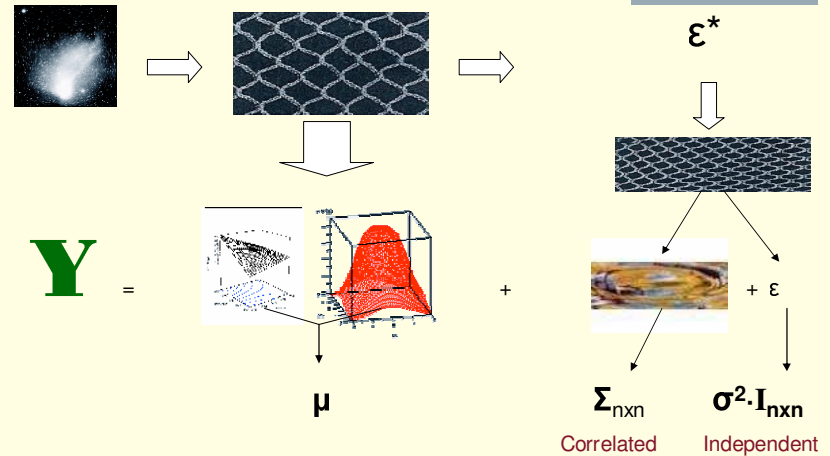 ε*
Y = + + ε
μ Σnxn σ²·Inxn
Correlated Independent